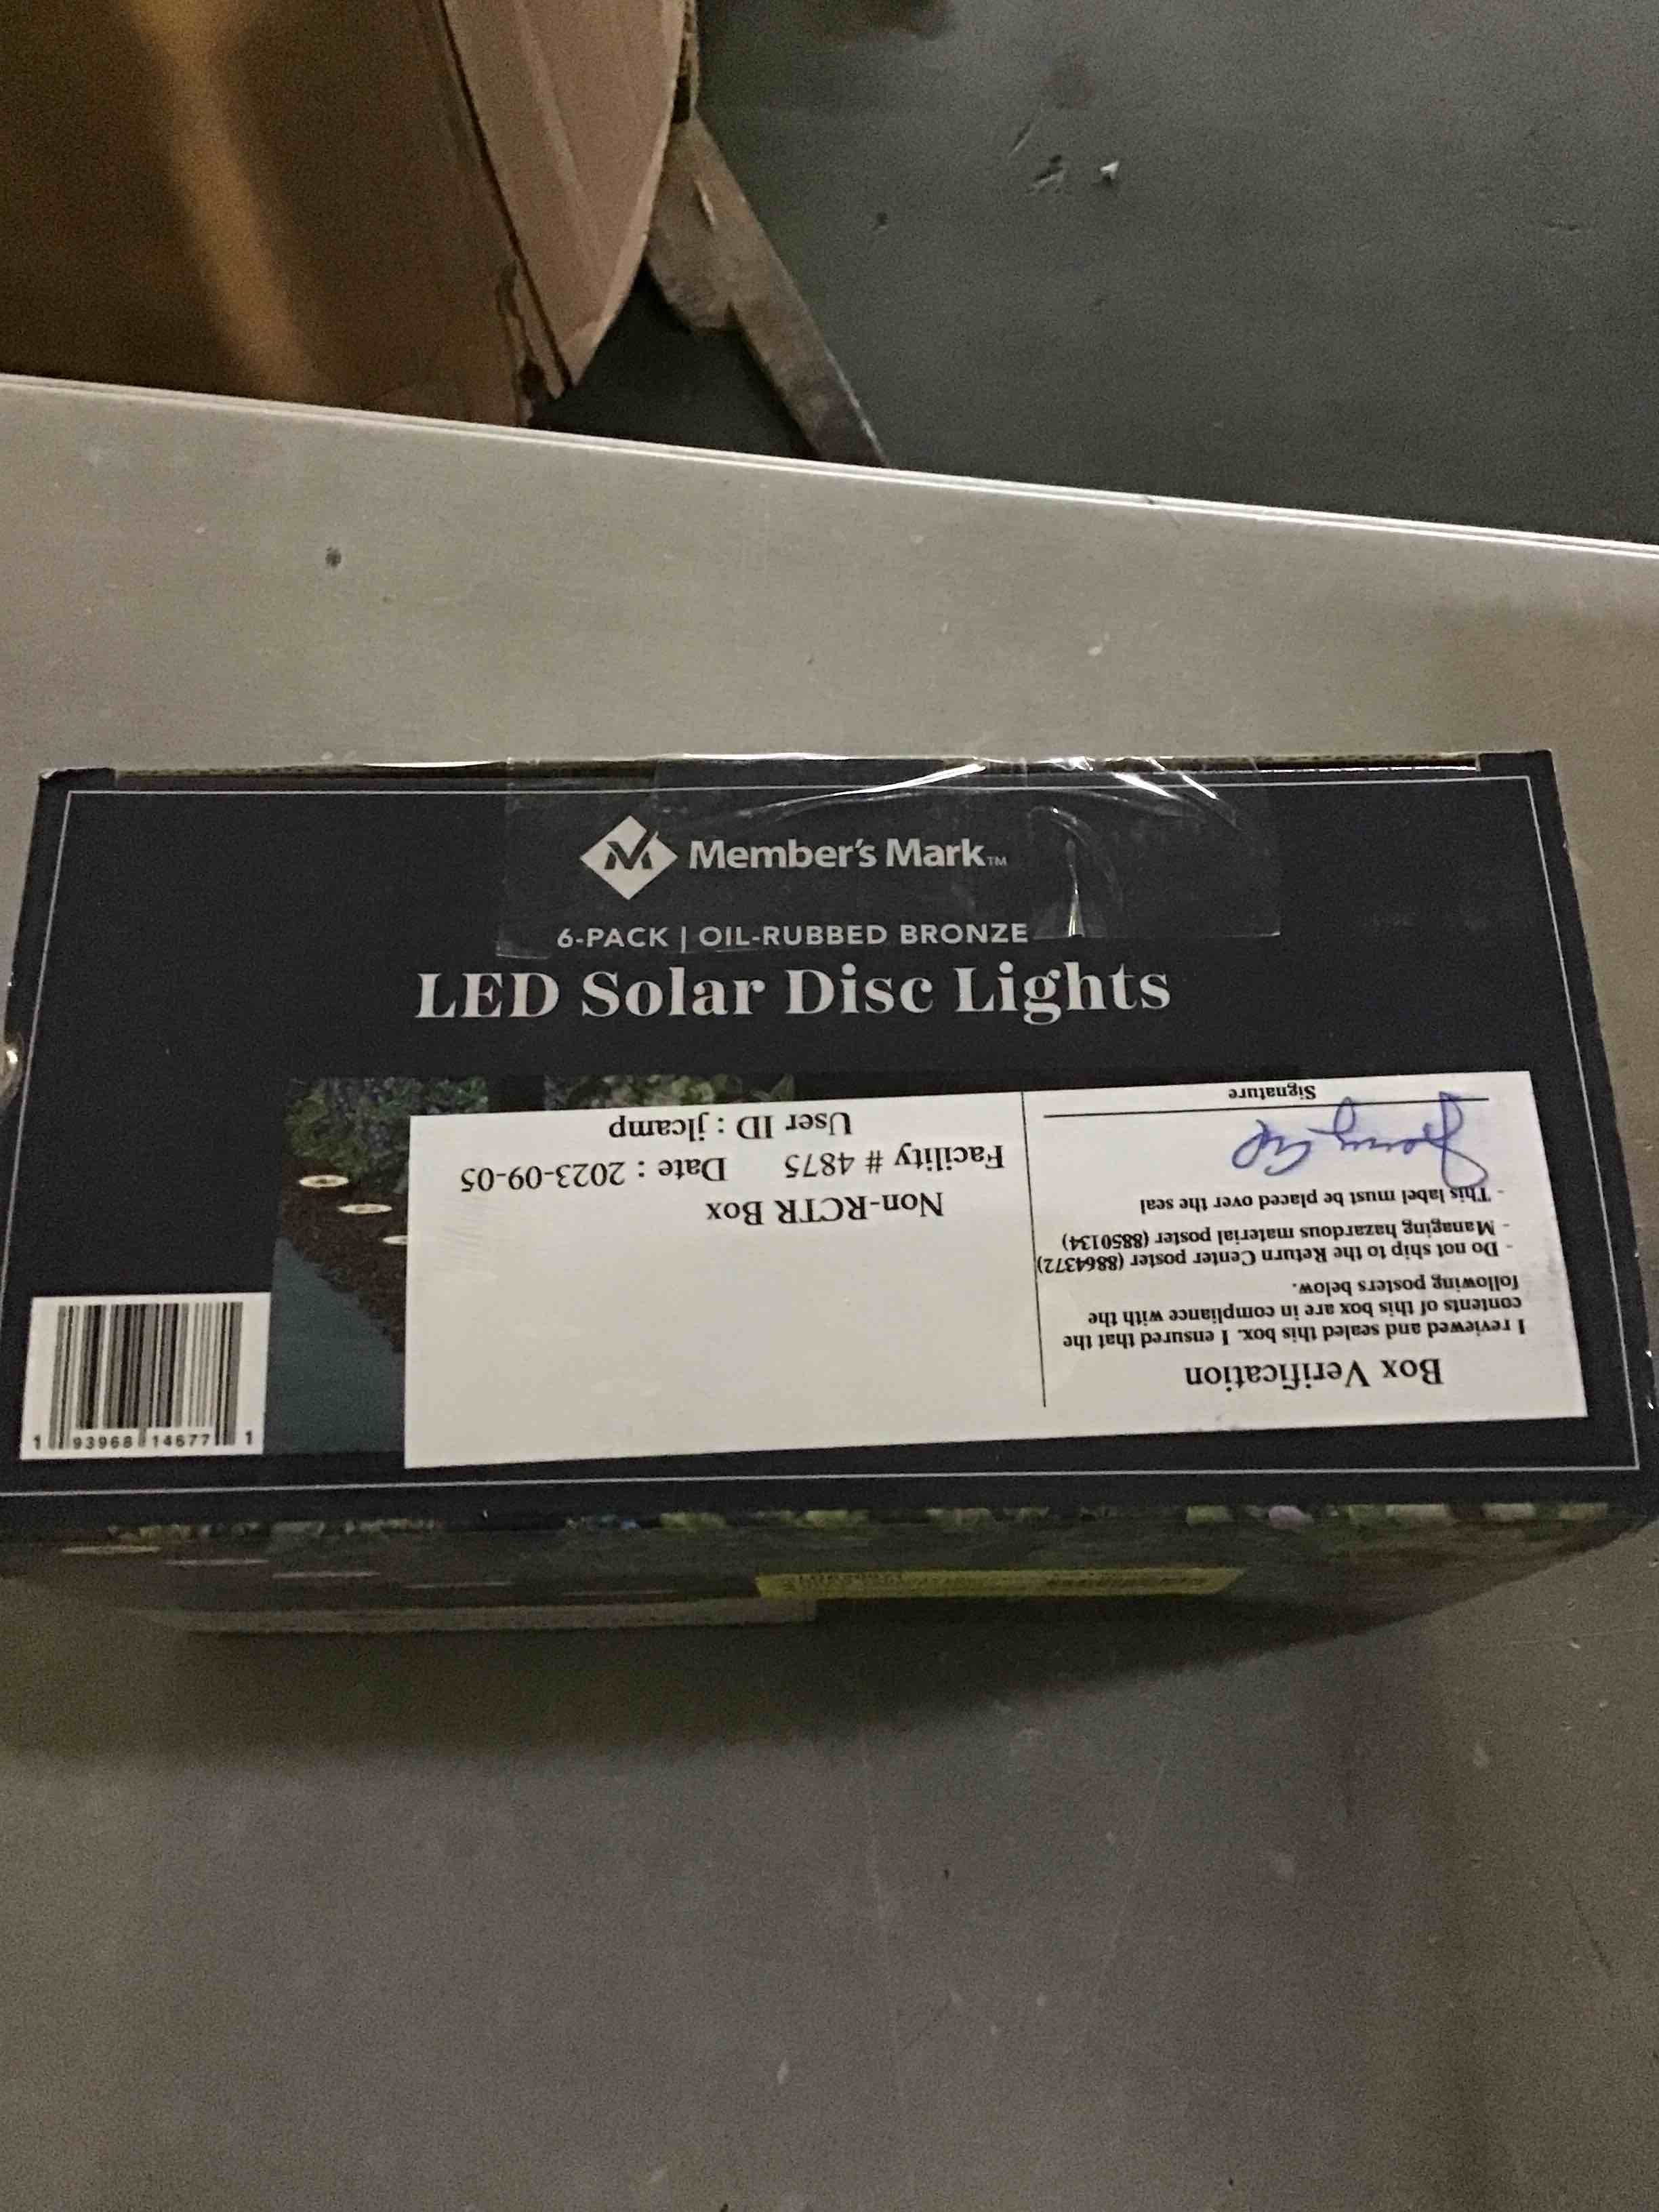 Member's Mark™
6-PACK | OIL-RUBBED BRONZE
LED Solar Disc Lights
Box Verification
I reviewed and sealed this box. I ensured that the
contents of this box are in compliance with the
following posters below.
- Do not ship to the Return Center poster (8864372)
- Managing hazardous material poster (8850134)
- This label must be placed over the seal
Signature
Non-RCTR Box
Facility # 4875 Date : 2023-09-05
User ID : jlcamp
1 93968 14677 1